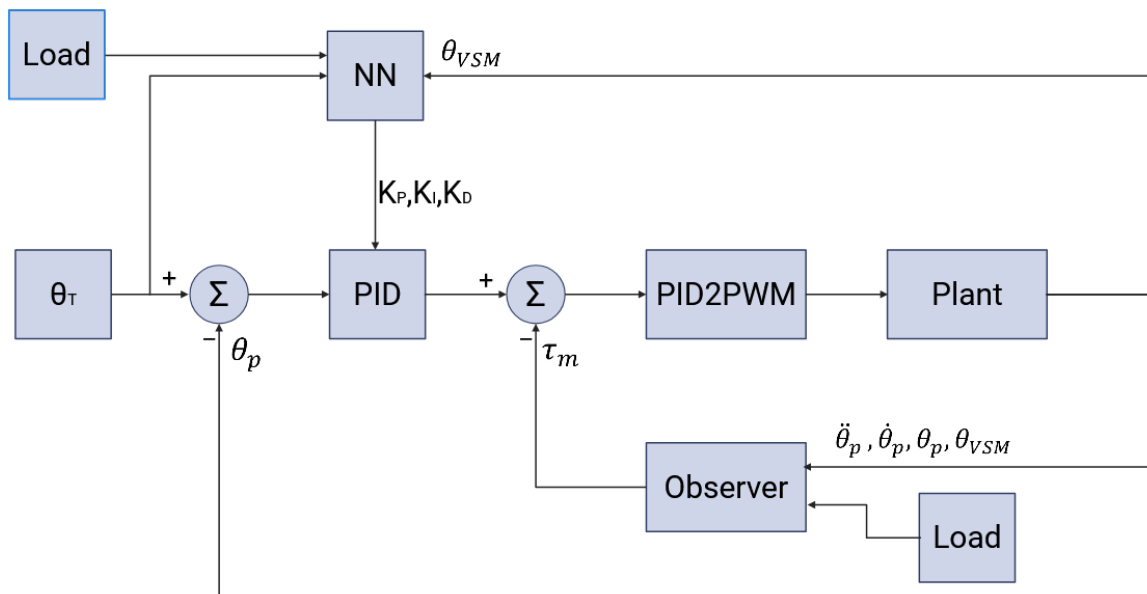 Load
NN
θ_VSM
K_P,K_I,K_D
θ_T
+
Σ
PID
+
Σ
PID2PWM
Plant
−
θ_p
−
τ_m
θ̈_p , θ̇_p, θ_p, θ_VSM
Observer
Load